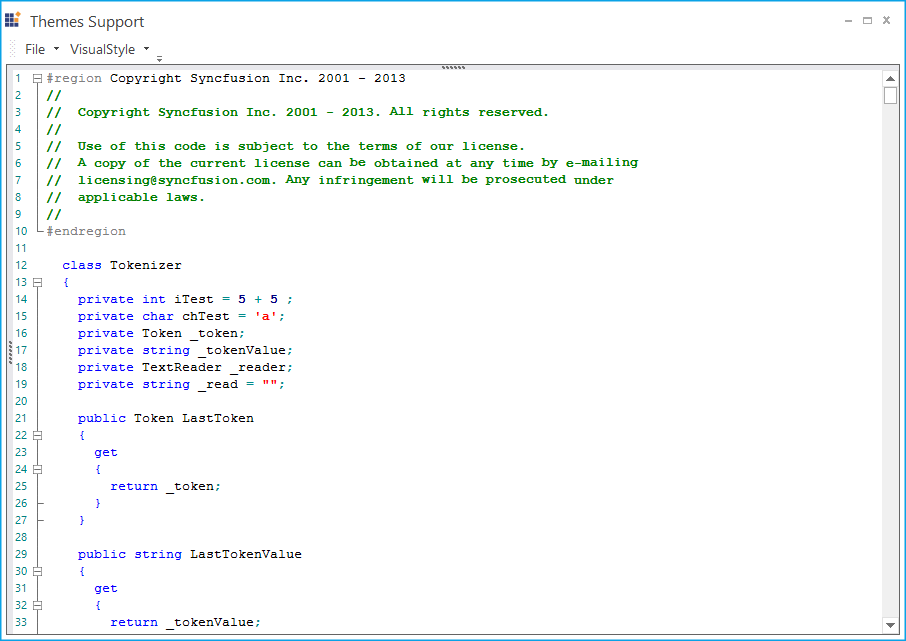 Themes Support
File VisualStyle
1 #region Copyright Syncfusion Inc. 2001 - 2013
2 //
3 //  Copyright Syncfusion Inc. 2001 - 2013. All rights reserved.
4 //
5 //  Use of this code is subject to the terms of our license.
6 //  A copy of the current license can be obtained at any time by e-mailing
7 //  licensing@syncfusion.com. Any infringement will be prosecuted under
8 //  applicable laws.
9 //
10 #endregion
11
12   class Tokenizer
13   {
14     private int iTest = 5 + 5 ;
15     private char chTest = 'a';
16     private Token _token;
17     private string _tokenValue;
18     private TextReader _reader;
19     private string _read = "";
20
21     public Token LastToken
22     {
23       get
24       {
25         return _token;
26       }
27     }
28
29     public string LastTokenValue
30     {
31       get
32       {
33         return _tokenValue;